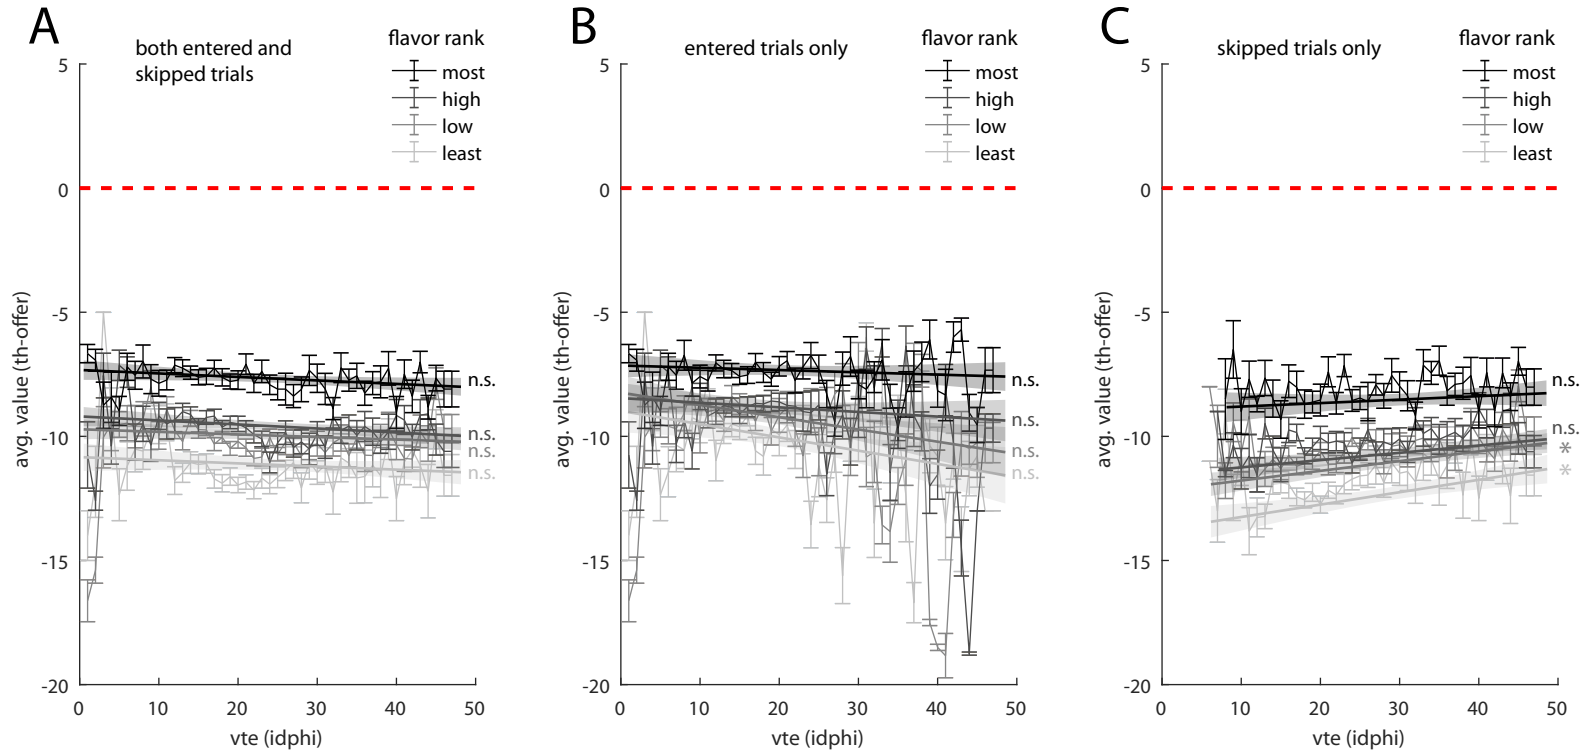 A
both entered and
skipped trials
flavor rank
most
high
low
least
5
0
-5
-10
-15
-20
avg. value (th-offer)
n.s.
n.s.
n.s.
n.s.
0 10 20 30 40 50
vte (idphi)
B
entered trials only
flavor rank
most
high
low
least
5
0
-5
-10
-15
-20
avg. value (th-offer)
n.s.
n.s.
n.s.
n.s.
0 10 20 30 40 50
vte (idphi)
C
skipped trials only
flavor rank
most
high
low
least
5
0
-5
-10
-15
-20
avg. value (th-offer)
n.s.
n.s.
*
*
0 10 20 30 40 50
vte (idphi)